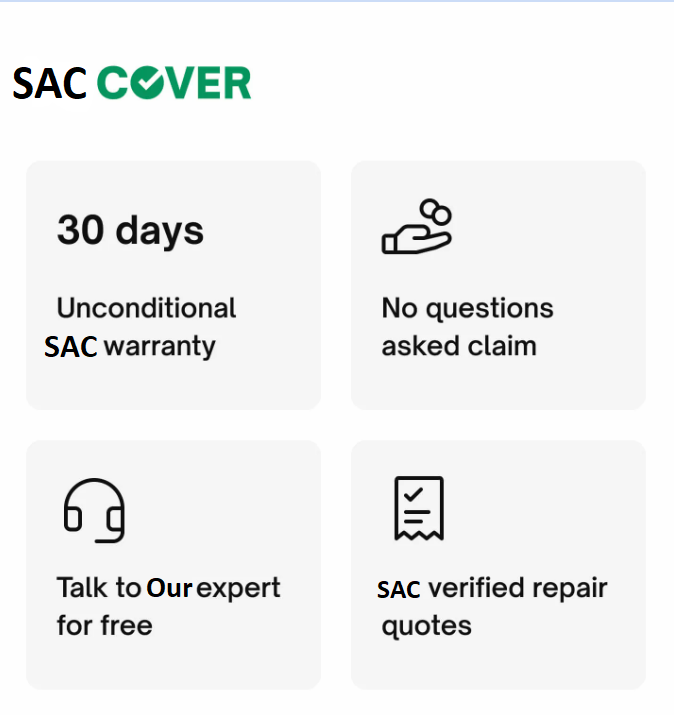 SAC COVER
30 days
Unconditional
SAC warranty
No questions
asked claim
Talk to Our expert
for free
SAC verified repair
quotes